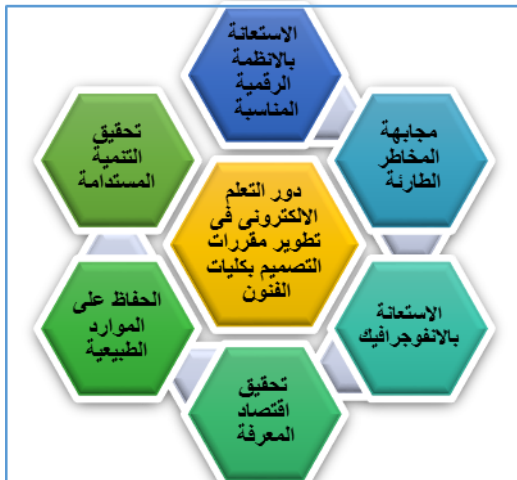 الاستعانة
بالانظمة
الرقمية
المناسبة
مجابهة
المخاطر
الطارئة
تحقيق
التنمية
المستدامة
دور التعلم
الالكترونى فى
تطوير مقررات
التصميم بكليات
الفنون
الاستعانة
بالانفوجرافيك
الحفاظ على
الموارد
الطبيعية
تحقيق
اقتصاد
المعرفة